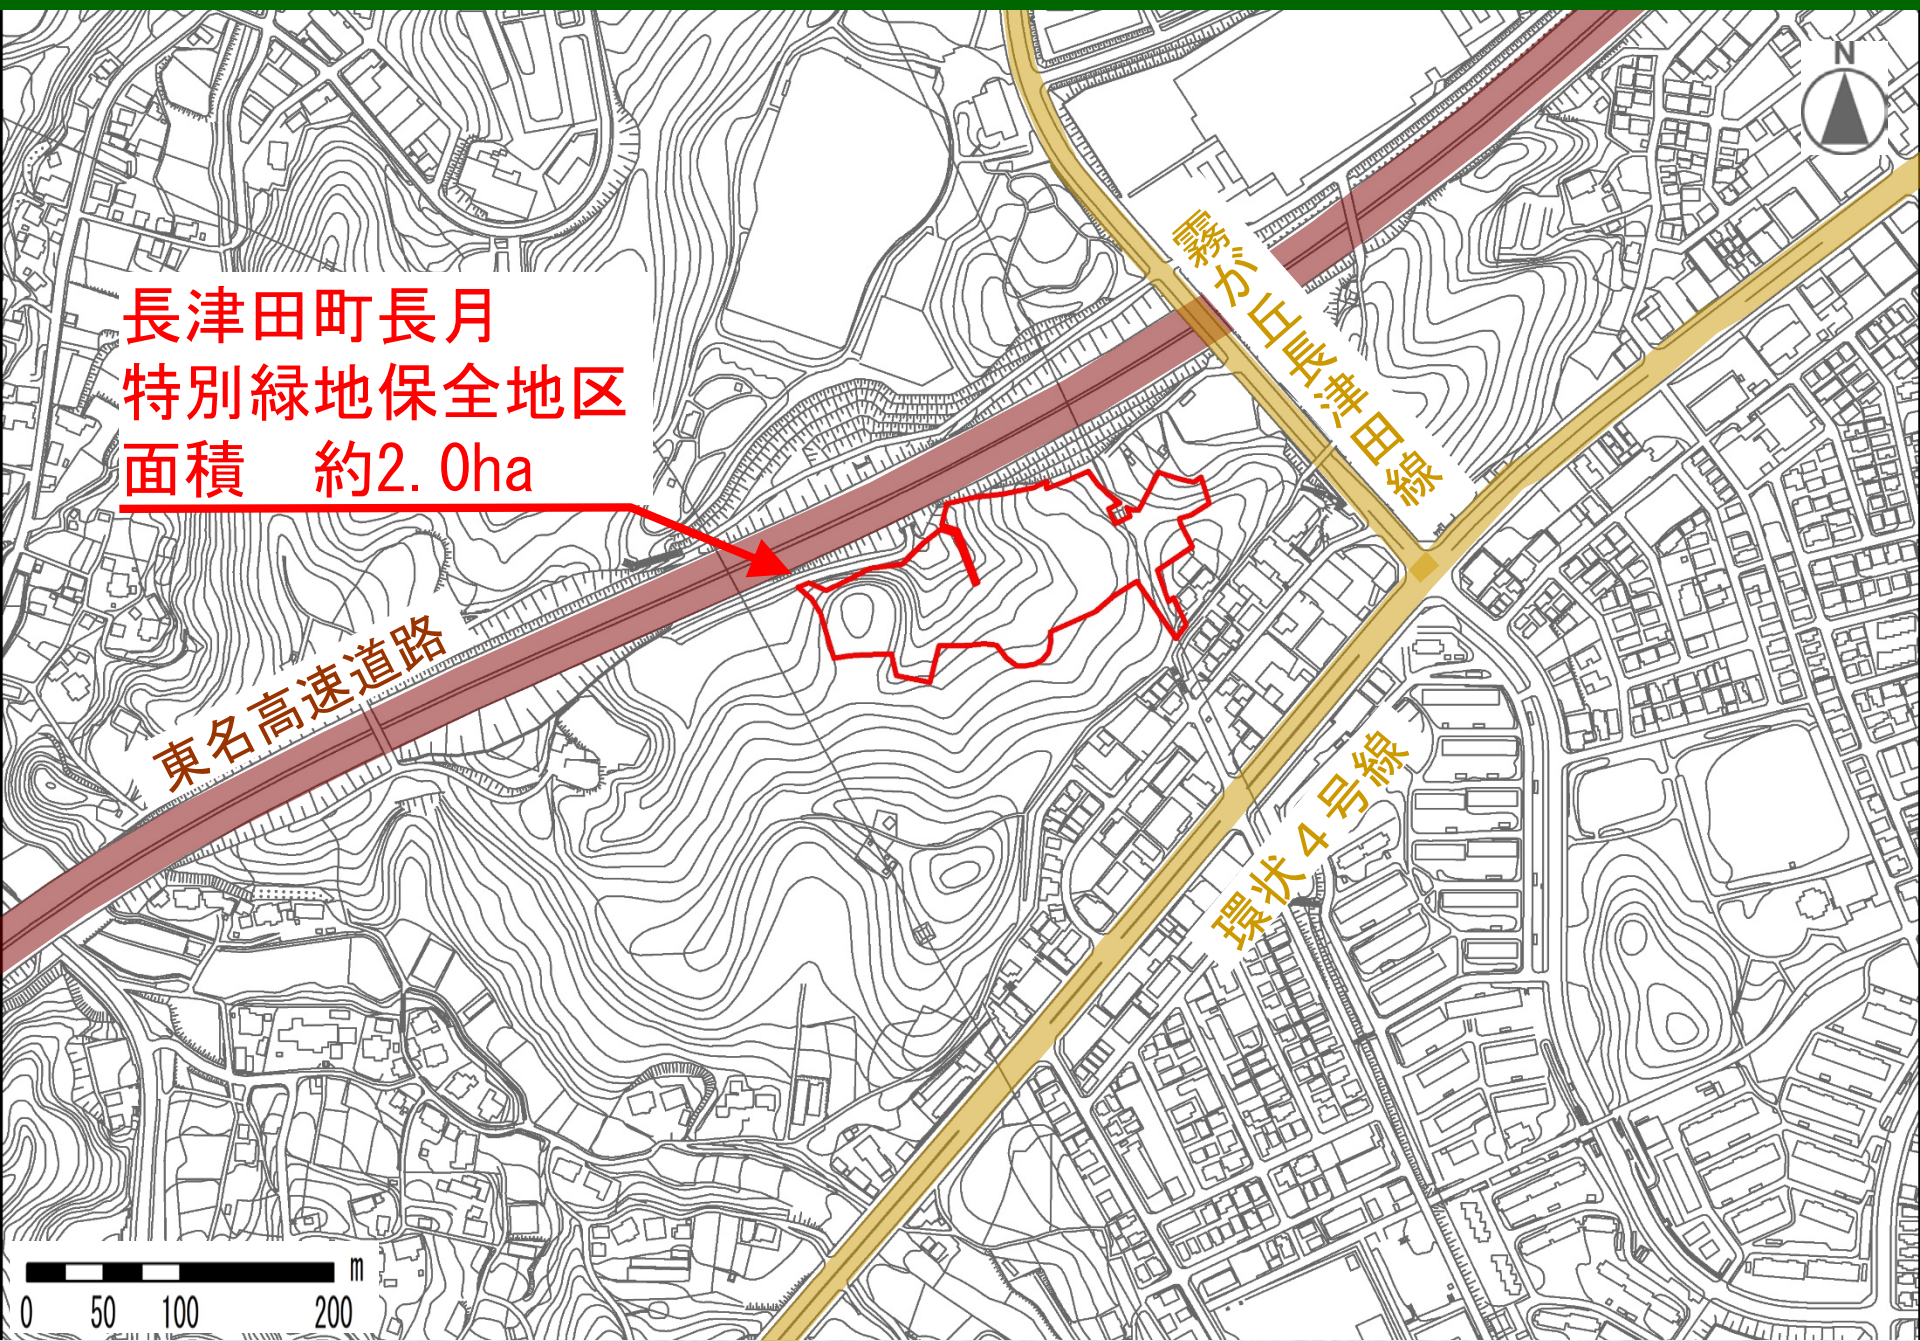 N
霧が丘長津田線
長津田町長月
特別緑地保全地区
面積　約2.0ha
東名高速道路
環状４号線
m
0 50 100 200